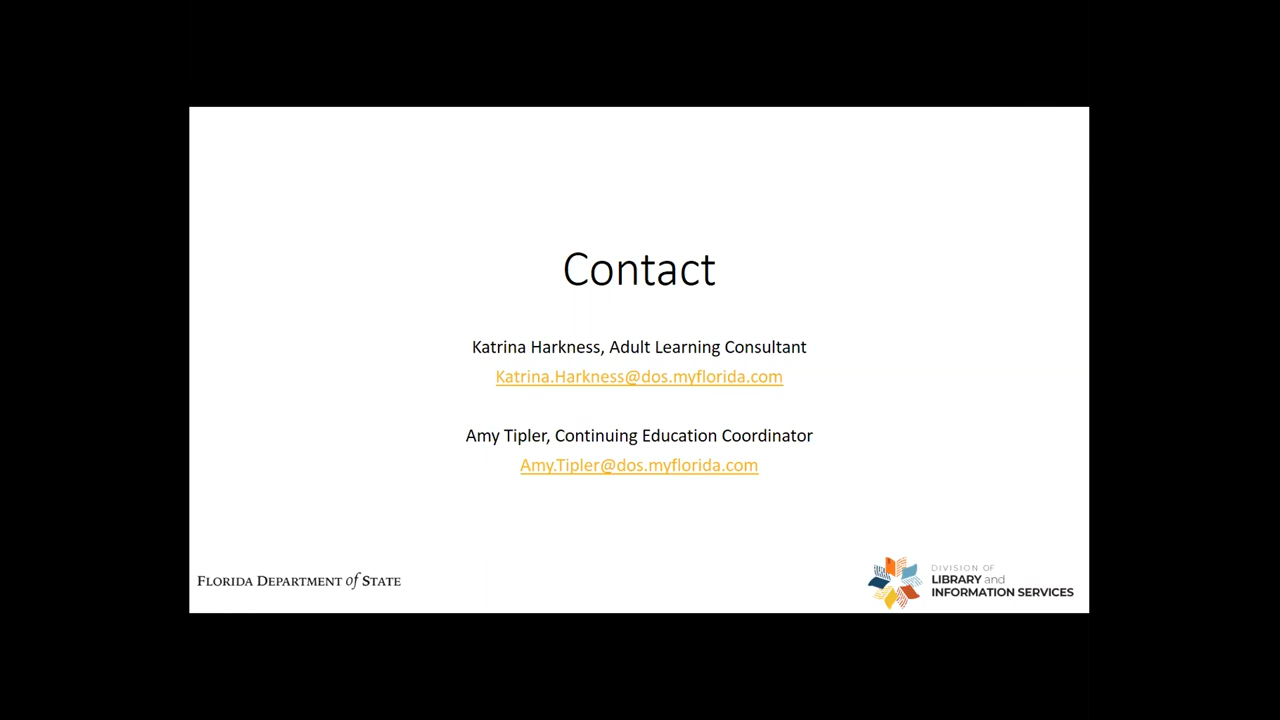 Contact
Katrina Harkness, Adult Learning Consultant
Katrina.Harkness@dos.myflorida.com
Amy Tipler, Continuing Education Coordinator
Amy.Tipler@dos.myflorida.com
FLORIDA DEPARTMENT of STATE
DIVISION OF
LIBRARY and
INFORMATION SERVICES